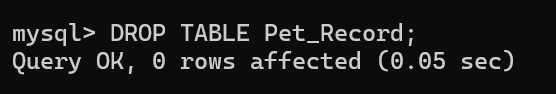 mysql> DROP TABLE Pet_Record;
Query OK, 0 rows affected (0.05 sec)